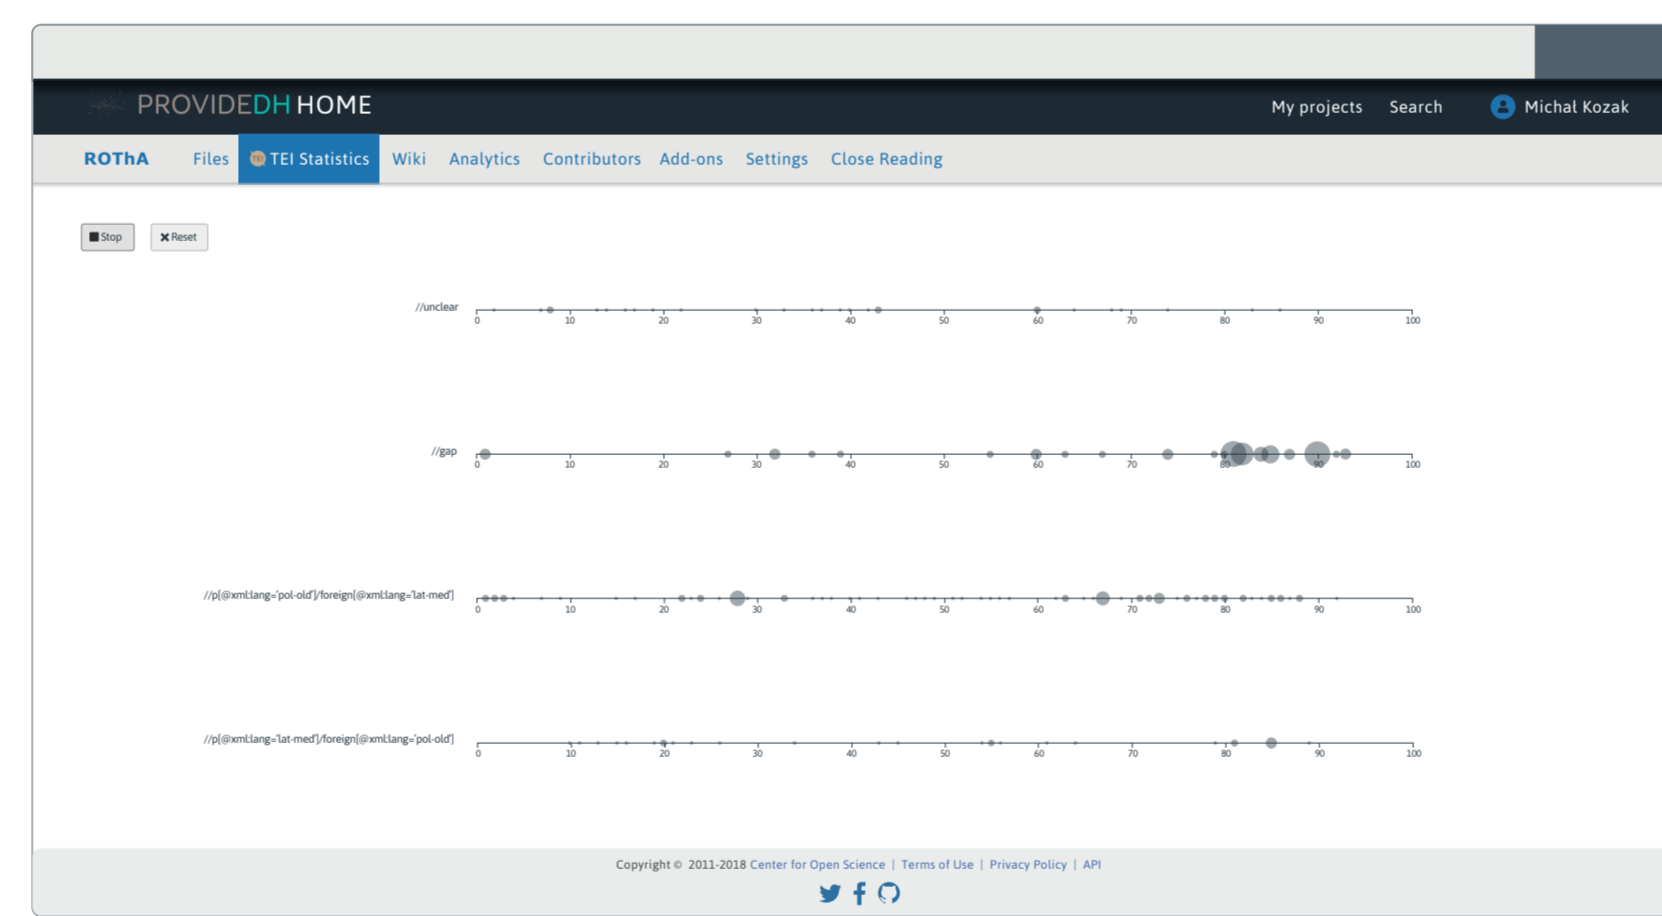 PROVIDEDH HOME My projects Search Michał Kozak
ROThA Files TEI Statistics Wiki Analytics Contributors Add-ons Settings Close Reading
Stop Reset
//unclear
0 10 20 30 40 50 60 70 80 90 100
//gap
0 10 20 30 40 50 60 70 80 90 100
//p[@xml:lang='pol-old']/foreign[@xml:lang='lat-med']
0 10 20 30 40 50 60 70 80 90 100
//p[@xml:lang='lat-med']/foreign[@xml:lang='pol-old']
0 10 20 30 40 50 60 70 80 90 100
Copyright © 2011-2018 Center for Open Science | Terms of Use | Privacy Policy | API